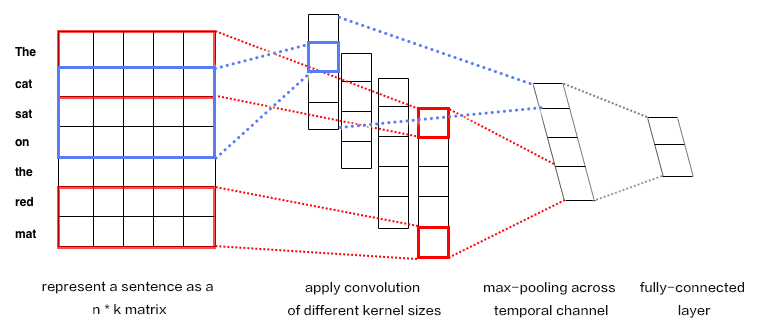 The
cat
sat
on
the
red
mat
represent a sentence as a
n * k matrix
apply convolution
of different kernel sizes
max-pooling across
temporal channel
fully-connected
layer